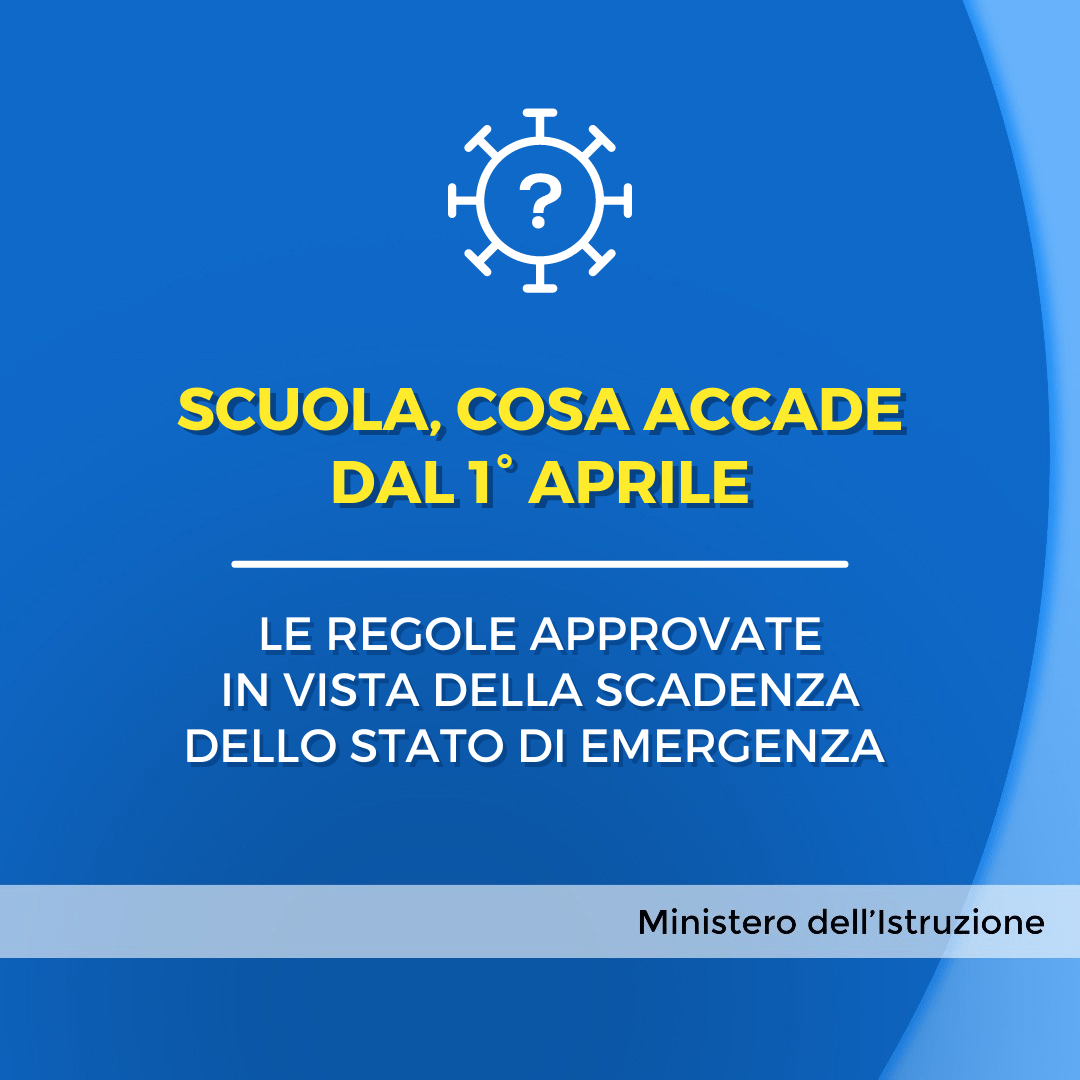 ?
SCUOLA, COSA ACCADE
DAL 1° APRILE
LE REGOLE APPROVATE
IN VISTA DELLA SCADENZA
DELLO STATO DI EMERGENZA
Ministero dell’Istruzione